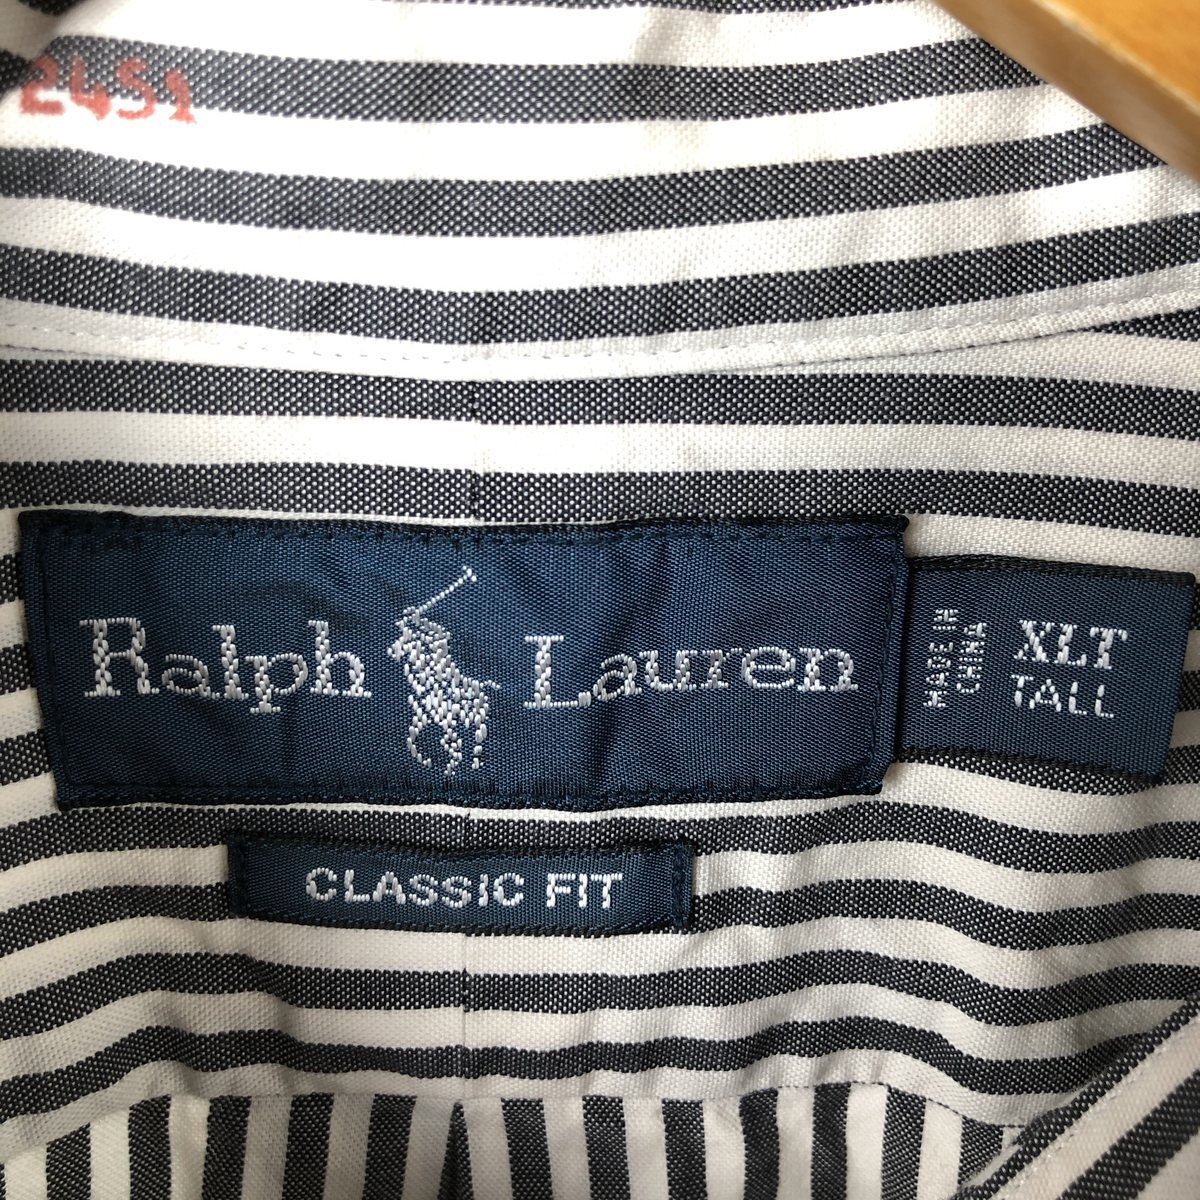 2451
Ralph Lauren
MADE IN
CHINA
XLT
TALL
CLASSIC FIT